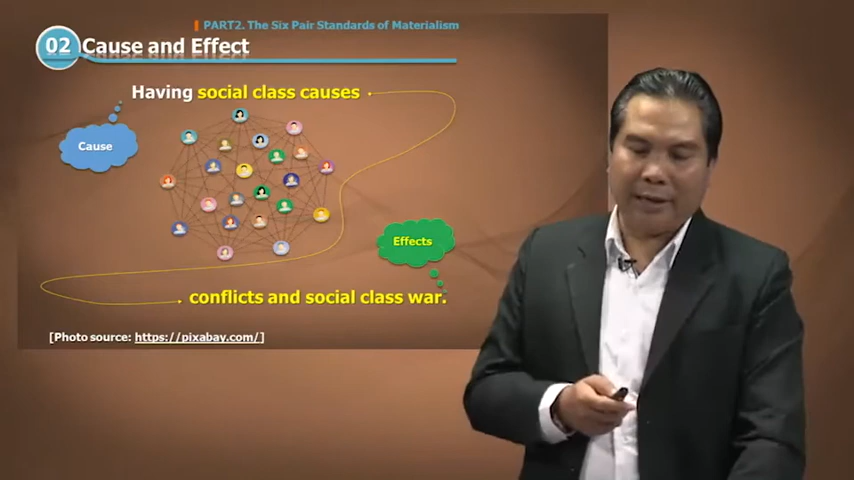 PART2. The Six Pair Standards of Materialism
02 Cause and Effect
Having social class causes
Cause
Effects
conflicts and social class war.
[Photo source: https://pixabay.com/]